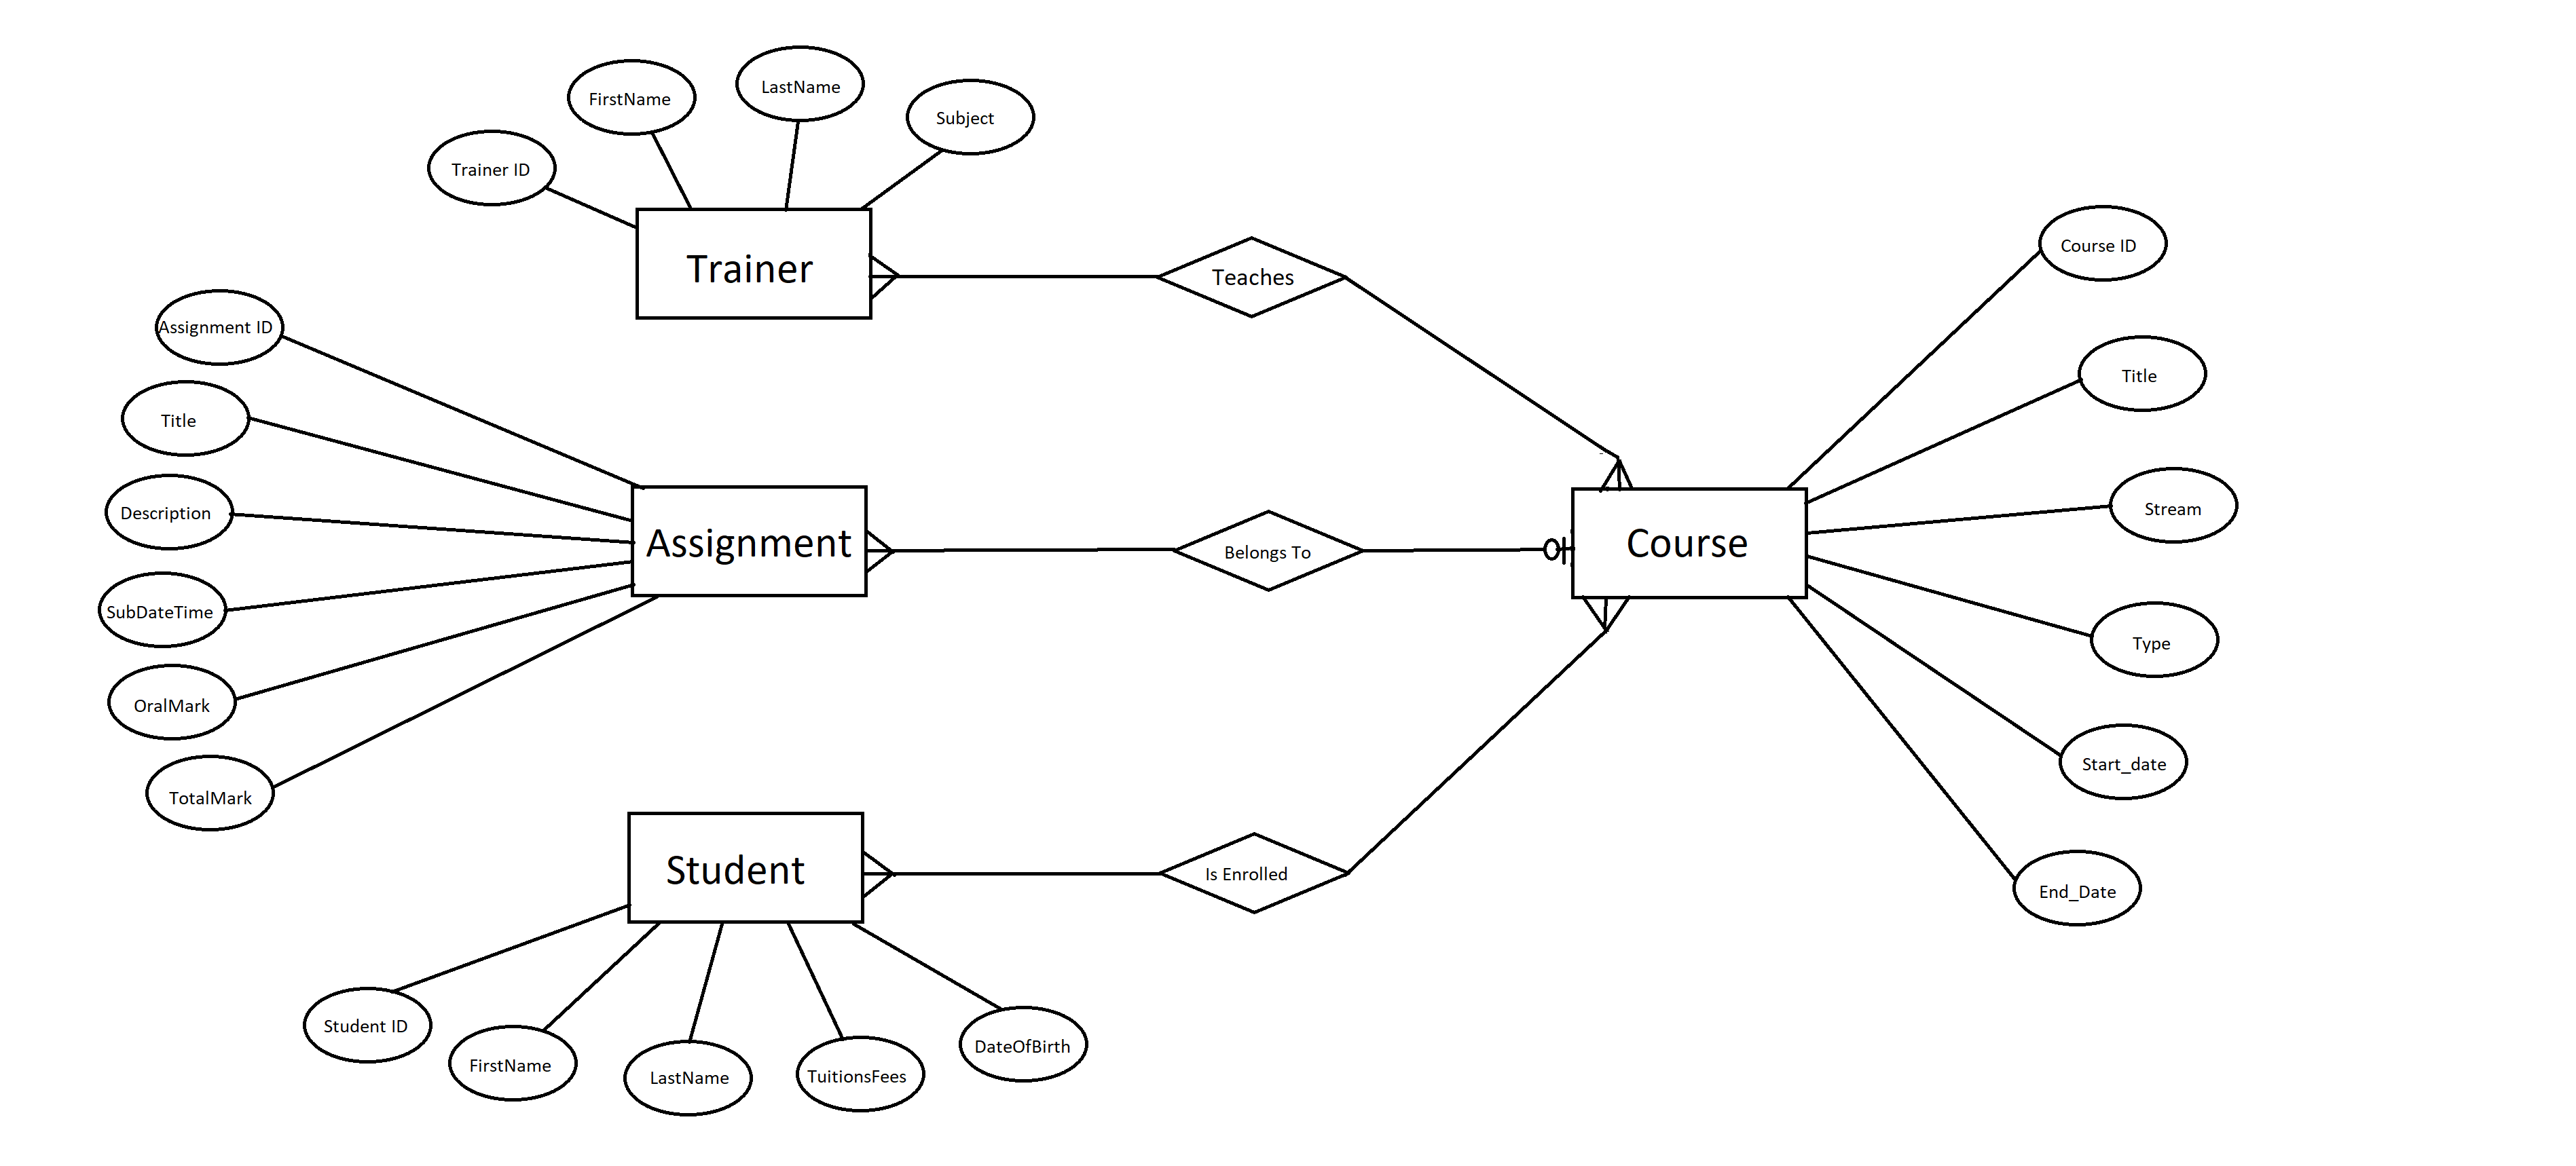 LastName
FirstName
Subject
Trainer ID
Trainer
Teaches
Course ID
Assignment ID
Title
Title
Description
Stream
Assignment
Belongs To
Course
SubDateTime
Type
OralMark
Start_date
TotalMark
Student
Is Enrolled
End_Date
Student ID
FirstName
LastName
TuitionsFees
DateOfBirth